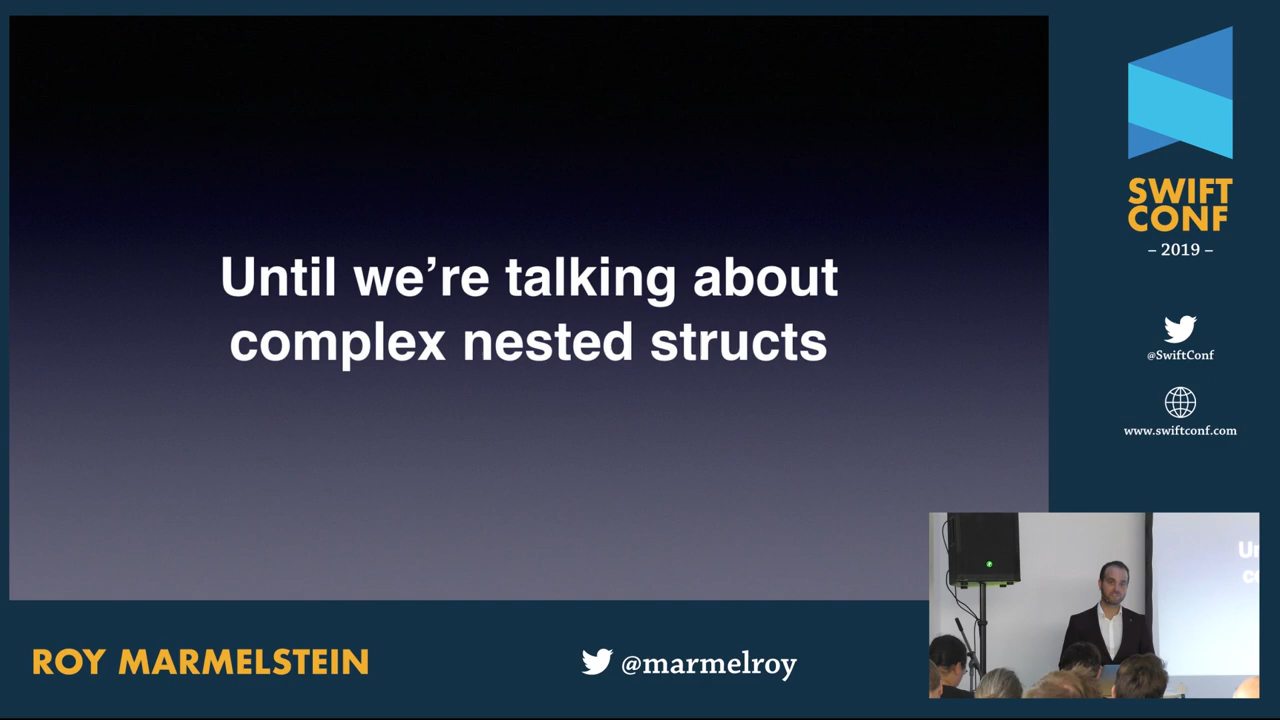 Until we’re talking about
complex nested structs
SWIFT
CONF
– 2019 –
@SwiftConf
www.swiftconf.com
ROY MARMELSTEIN
@marmelroy